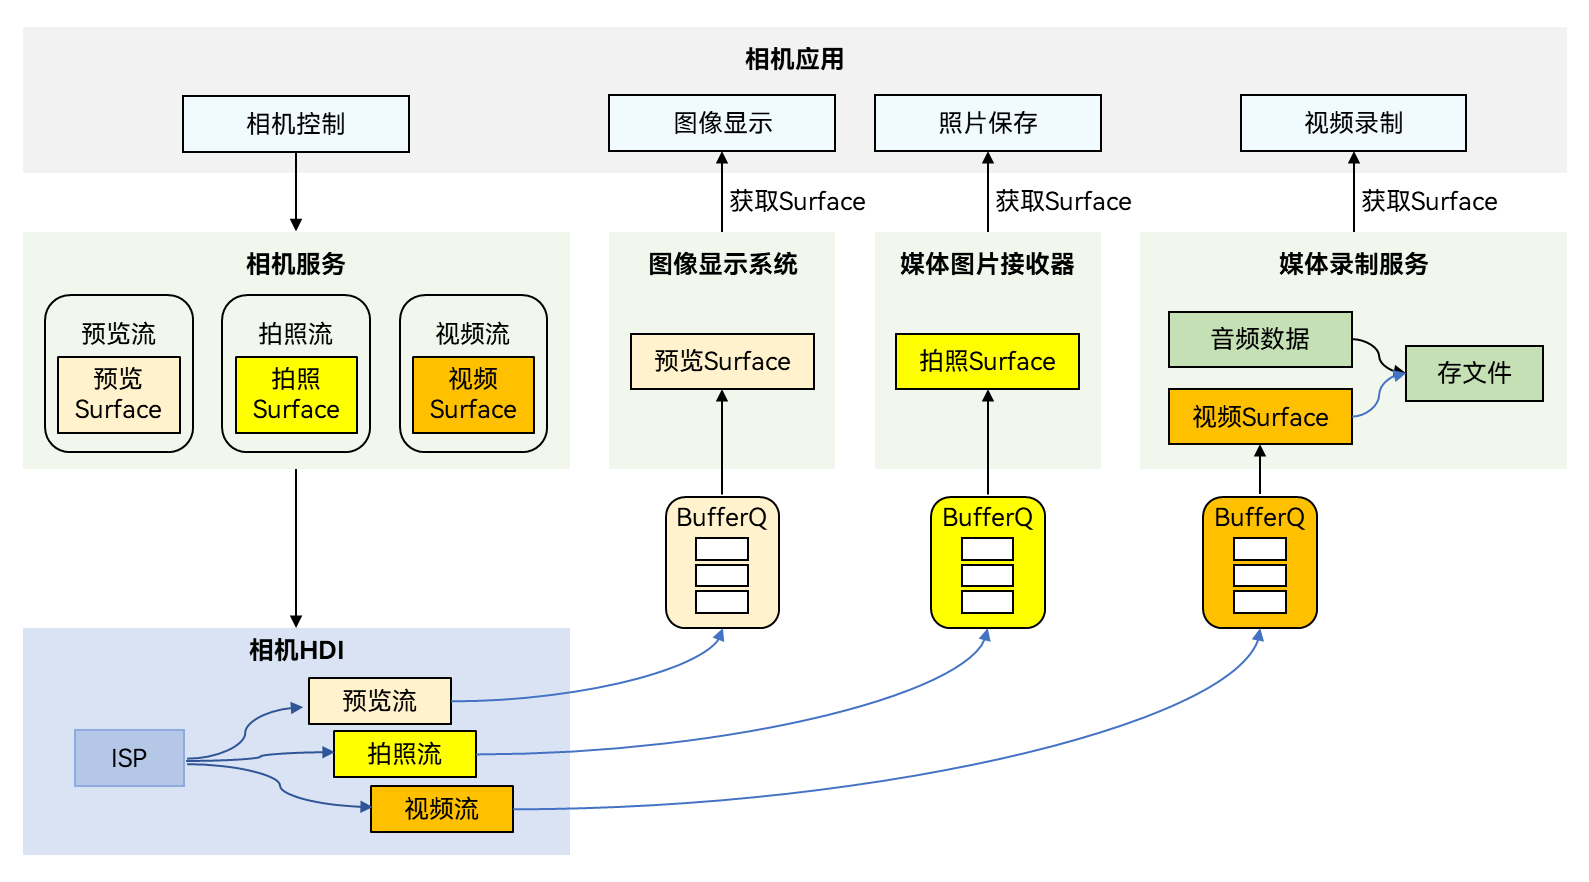 相机应用
相机控制
图像显示
照片保存
视频录制
获取Surface
获取Surface
获取Surface
相机服务
预览流
预览
Surface
拍照流
拍照
Surface
视频流
视频
Surface
图像显示系统
预览Surface
媒体图片接收器
拍照Surface
媒体录制服务
音频数据
视频Surface
存文件
BufferQ
BufferQ
BufferQ
相机HDI
ISP
预览流
拍照流
视频流